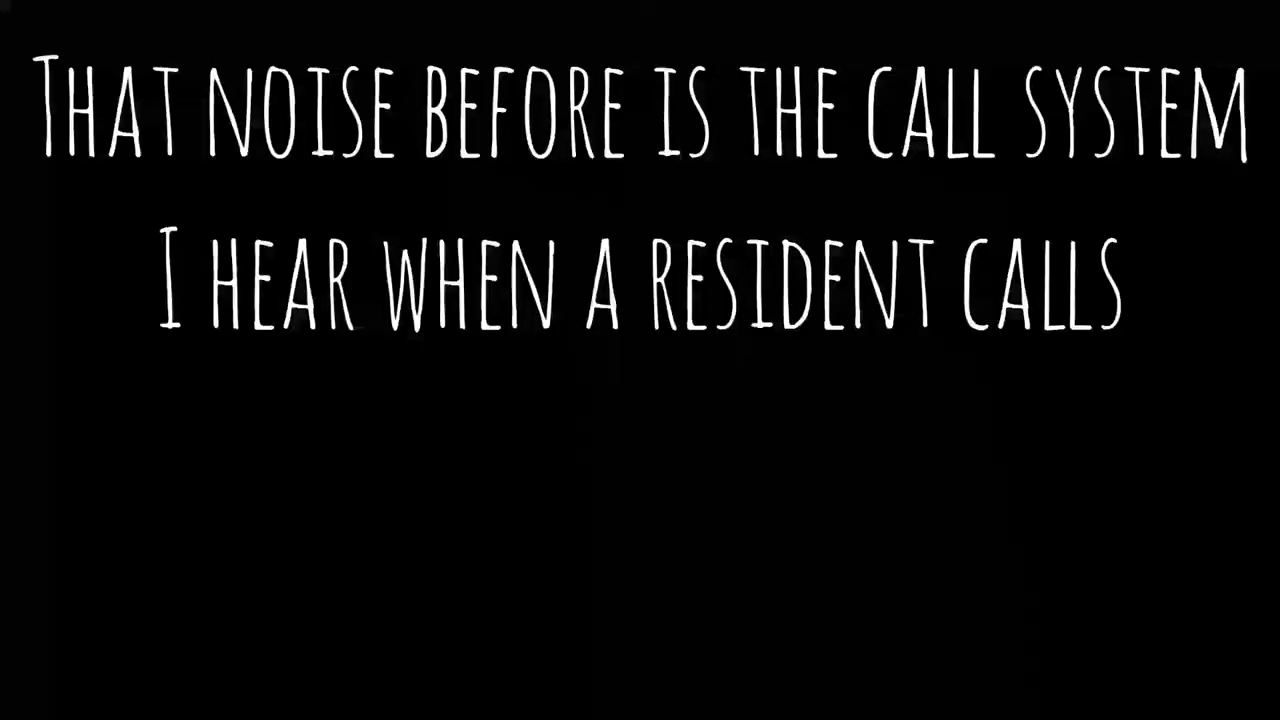 That noise before is the call system
I hear when a resident calls